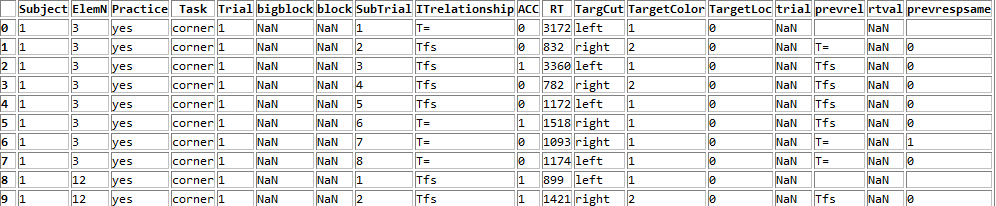 Subject ElemN Practice Task Trial bigblock block SubTrial ITrelationship ACC RT TargCut TargetColor TargetLoc trial prevrel rtval prevrespsame
0 1 3 yes corner 1 NaN NaN 1 T= 0 3172 left 1 0 NaN NaN
1 1 3 yes corner 1 NaN NaN 2 Tfs 0 832 right 2 0 NaN T= NaN 0
2 1 3 yes corner 1 NaN NaN 3 Tfs 1 3360 left 1 0 NaN Tfs NaN 0
3 1 3 yes corner 1 NaN NaN 4 Tfs 0 782 right 2 0 NaN Tfs NaN 0
4 1 3 yes corner 1 NaN NaN 5 Tfs 0 1172 left 1 0 NaN Tfs NaN 0
5 1 3 yes corner 1 NaN NaN 6 T= 1 1518 right 1 0 NaN Tfs NaN 0
6 1 3 yes corner 1 NaN NaN 7 T= 0 1093 right 1 0 NaN T= NaN 1
7 1 3 yes corner 1 NaN NaN 8 T= 0 1174 left 1 0 NaN T= NaN 0
8 1 12 yes corner 1 NaN NaN 1 Tfs 1 899 left 1 0 NaN NaN
9 1 12 yes corner 1 NaN NaN 2 Tfs 1 1421 right 2 0 NaN Tfs NaN 0